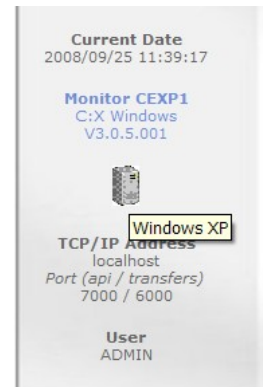 Current Date
2008/09/25 11:39:17
Monitor CEXP1
C:X Windows
V3.0.5.001
Windows XP
TCP/IP Address
localhost
Port (api / transfers)
7000 / 6000
User
ADMIN